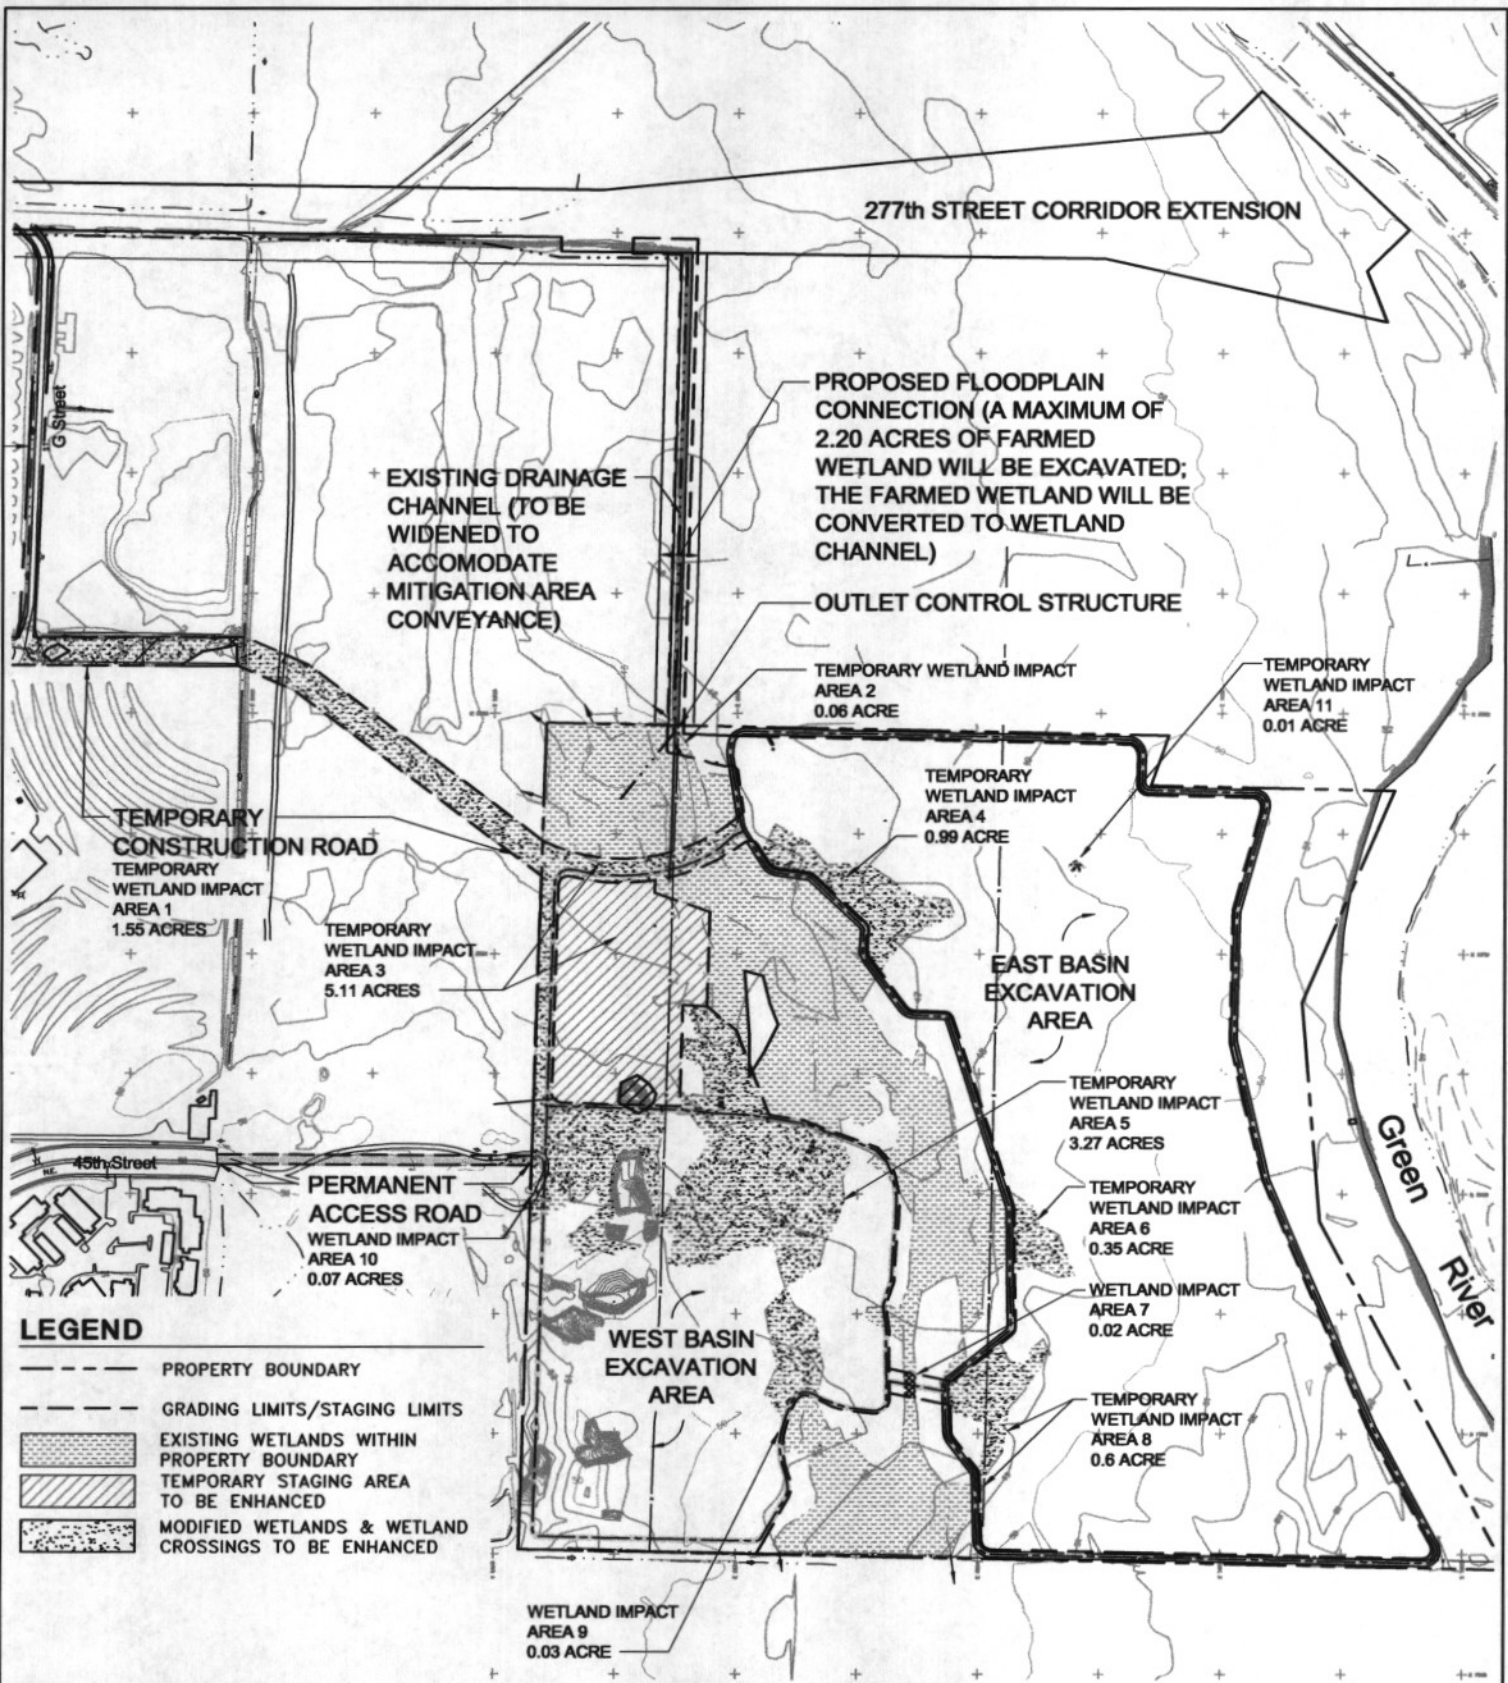 277th STREET CORRIDOR EXTENSION
G Street
PROPOSED FLOODPLAIN
CONNECTION (A MAXIMUM OF
2.20 ACRES OF FARMED
WETLAND WILL BE EXCAVATED;
THE FARMED WETLAND WILL BE
CONVERTED TO WETLAND
CHANNEL)
EXISTING DRAINAGE
CHANNEL (TO BE
WIDENED TO
ACCOMODATE
MITIGATION AREA
CONVEYANCE)
OUTLET CONTROL STRUCTURE
TEMPORARY WETLAND IMPACT
AREA 2
0.06 ACRE
TEMPORARY
WETLAND IMPACT
AREA 11
0.01 ACRE
TEMPORARY
WETLAND IMPACT
AREA 4
0.99 ACRE
TEMPORARY
CONSTRUCTION ROAD
TEMPORARY
WETLAND IMPACT
AREA 1
1.55 ACRES
TEMPORARY
WETLAND IMPACT
AREA 3
5.11 ACRES
EAST BASIN
EXCAVATION
AREA
TEMPORARY
WETLAND IMPACT
AREA 5
3.27 ACRES
Green
River
45th Street
N.E.
PERMANENT
ACCESS ROAD
WETLAND IMPACT
AREA 10
0.07 ACRES
TEMPORARY
WETLAND IMPACT
AREA 6
0.35 ACRE
WETLAND IMPACT
AREA 7
0.02 ACRE
WEST BASIN
EXCAVATION
AREA
TEMPORARY
WETLAND IMPACT
AREA 8
0.6 ACRE
LEGEND
PROPERTY BOUNDARY
GRADING LIMITS/STAGING LIMITS
EXISTING WETLANDS WITHIN
PROPERTY BOUNDARY
TEMPORARY STAGING AREA
TO BE ENHANCED
MODIFIED WETLANDS & WETLAND
CROSSINGS TO BE ENHANCED
WETLAND IMPACT
AREA 9
0.03 ACRE